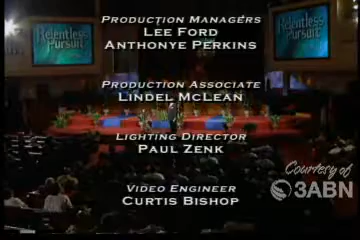 Relentless
Pursuit
Relentless
Pursuit
Production Managers
Lee Ford
Anthonye Perkins
Production Associate
Lindel McLean
Lighting Director
Paul Zenk
Video Engineer
Curtis Bishop
Courtesy of
3ABN